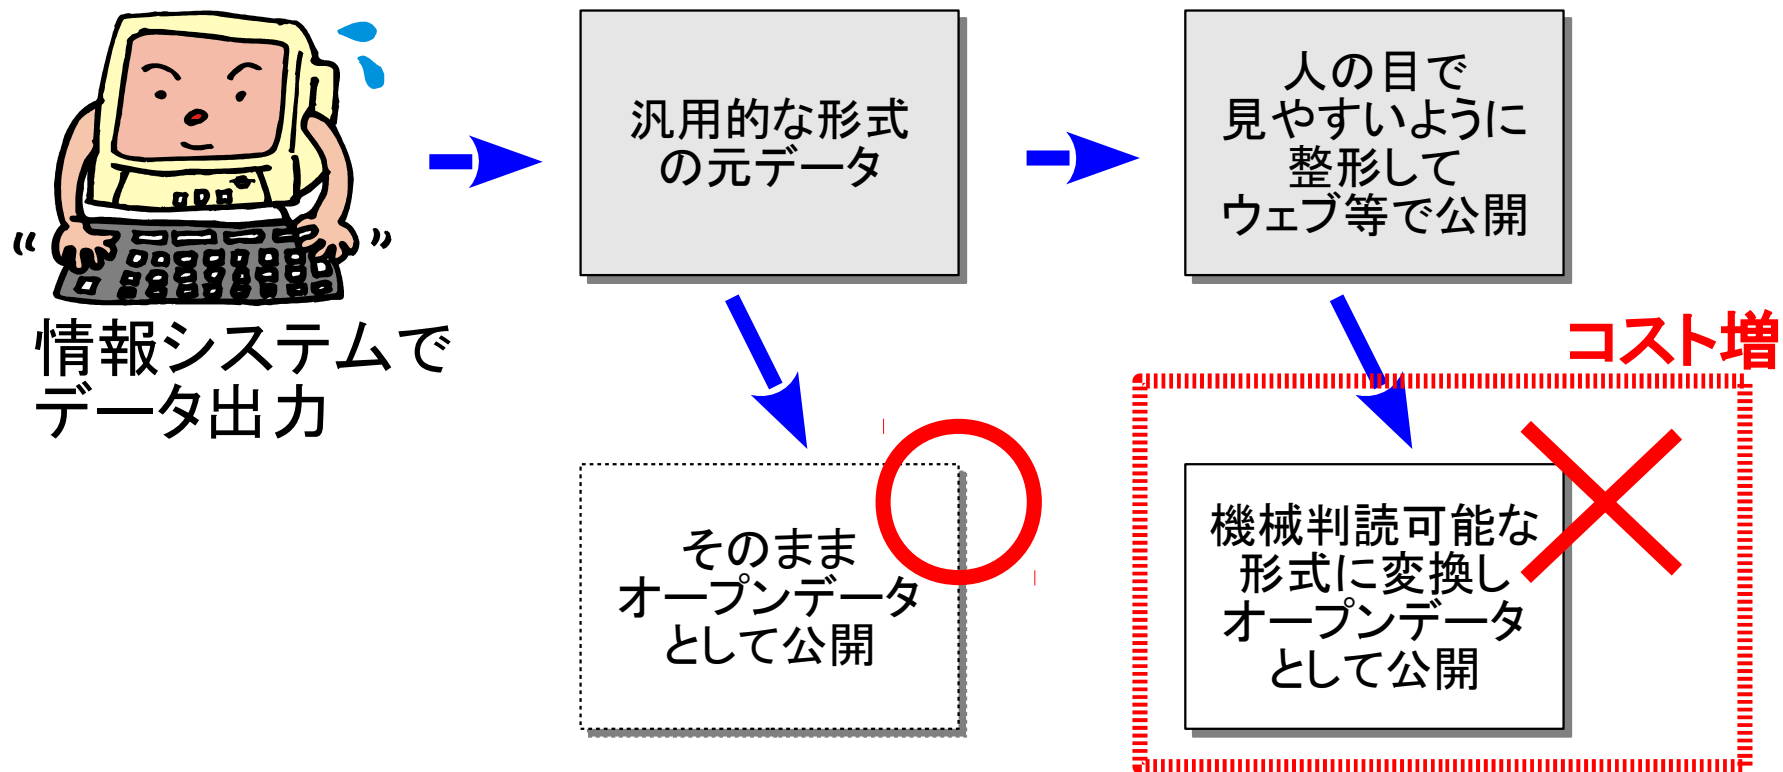 情報システムで
データ出力
汎用的な形式
の元データ
人の目で
見やすいように
整形して
ウェブ等で公開
コスト増
そのまま
オープンデータ
として公開
機械判読可能な
形式に変換し
オープンデータ
として公開